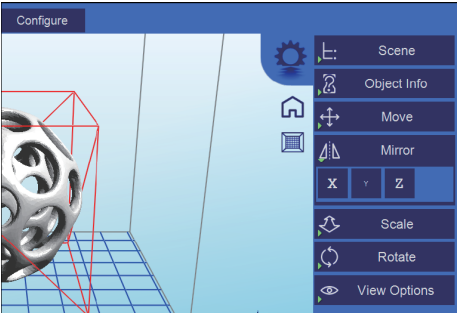 Configure
Scene
Object Info
Move
Mirror
X Y Z
Scale
Rotate
View Options